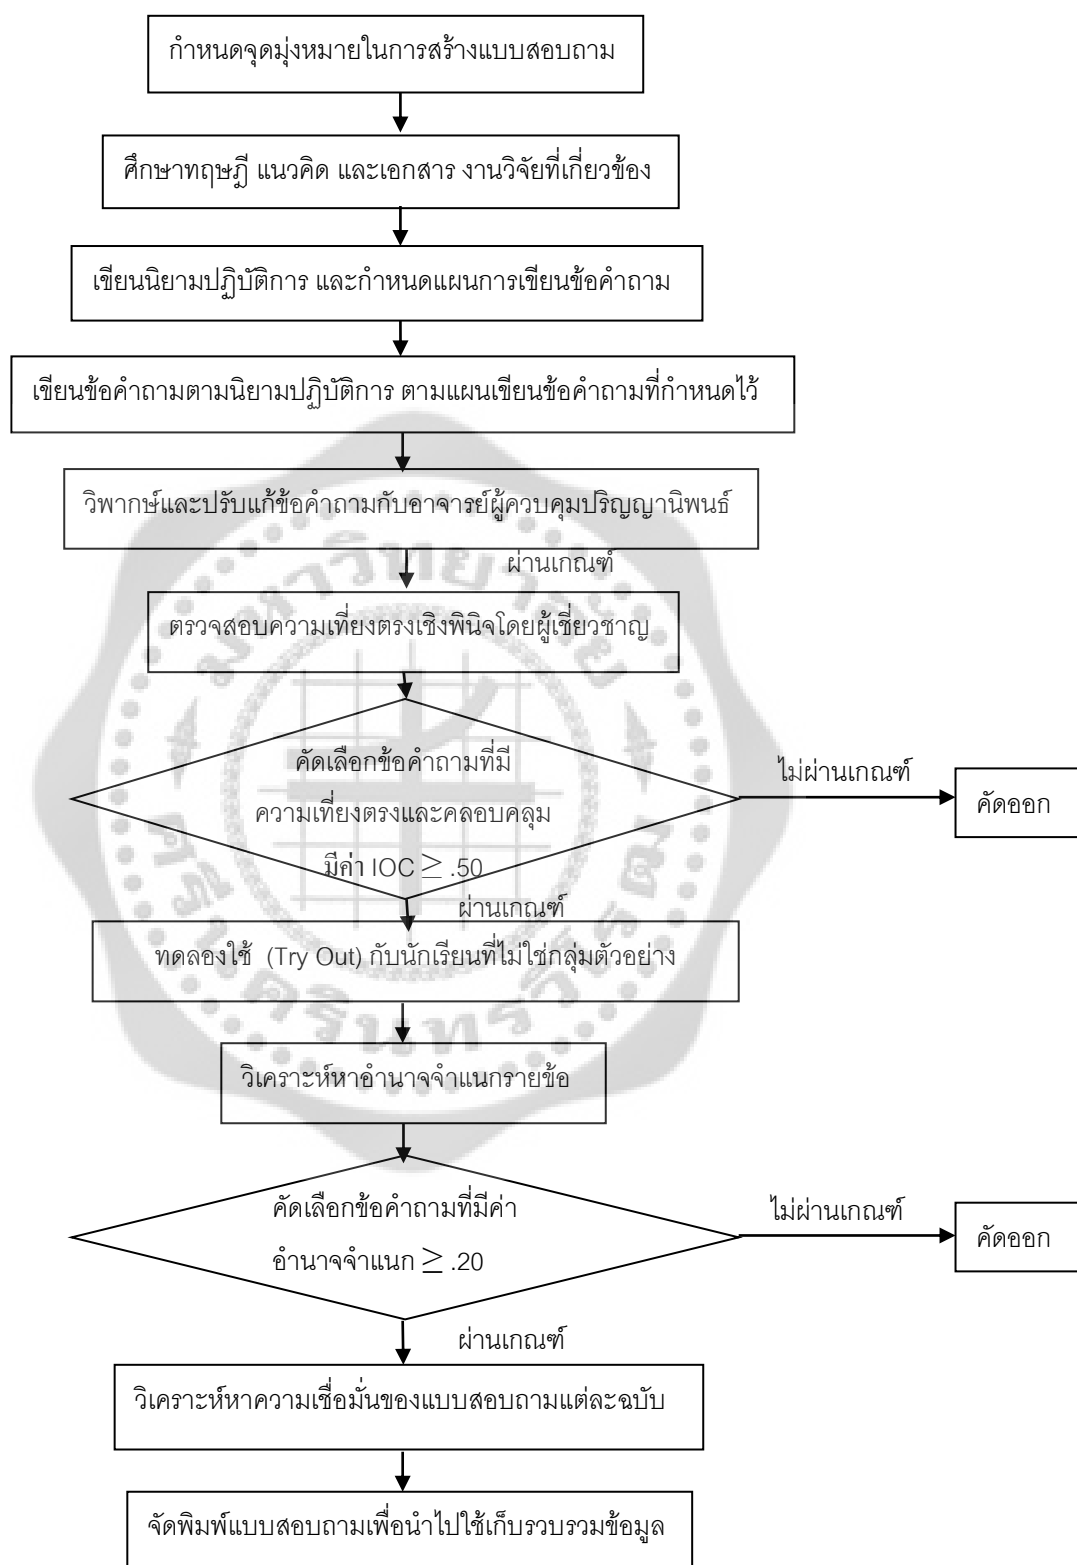 กำหนดจุดมุ่งหมายในการสร้างแบบสอบถาม
ศึกษาทฤษฎี แนวคิด และเอกสาร งานวิจัยที่เกี่ยวข้อง
เขียนนิยามปฏิบัติการ และกำหนดแผนการเขียนข้อคำถาม
เขียนข้อคำถามตามนิยามปฏิบัติการ ตามแผนเขียนข้อคำถามที่กำหนดไว้
วิพากษ์และปรับแก้ข้อคำถามกับอาจารย์ผู้ควบคุมปริญญานิพนธ์
ผ่านเกณฑ์
ตรวจสอบความเที่ยงตรงเชิงพินิจโดยผู้เชี่ยวชาญ
คัดเลือกข้อคำถามที่มี
ความเที่ยงตรงและคลอบคลุม
มีค่า IOC ≥ .50
ไม่ผ่านเกณฑ์
คัดออก
ผ่านเกณฑ์
ทดลองใช้ (Try Out) กับนักเรียนที่ไม่ใช่กลุ่มตัวอย่าง
วิเคราะห์หาอำนาจจำแนกรายข้อ
คัดเลือกข้อคำถามที่มีค่า
อำนาจจำแนก ≥ .20
ไม่ผ่านเกณฑ์
คัดออก
ผ่านเกณฑ์
วิเคราะห์หาความเชื่อมั่นของแบบสอบถามแต่ละฉบับ
จัดพิมพ์แบบสอบถามเพื่อนำไปใช้เก็บรวบรวมข้อมูล
มหาวิทยาลัย
ศรีนครินทรวิโรฒ